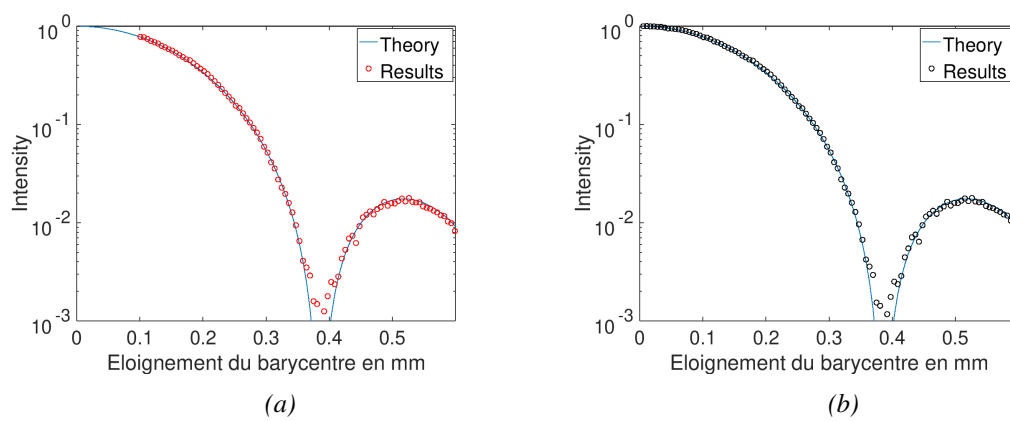 10^0
Theory
Results
10^-1
Intensity
10^-2
10^-3
0 0.1 0.2 0.3 0.4 0.5
Eloignement du barycentre en mm
(a)
10^0
Theory
Results
10^-1
Intensity
10^-2
10^-3
0 0.1 0.2 0.3 0.4 0.5
Eloignement du barycentre en mm
(b)